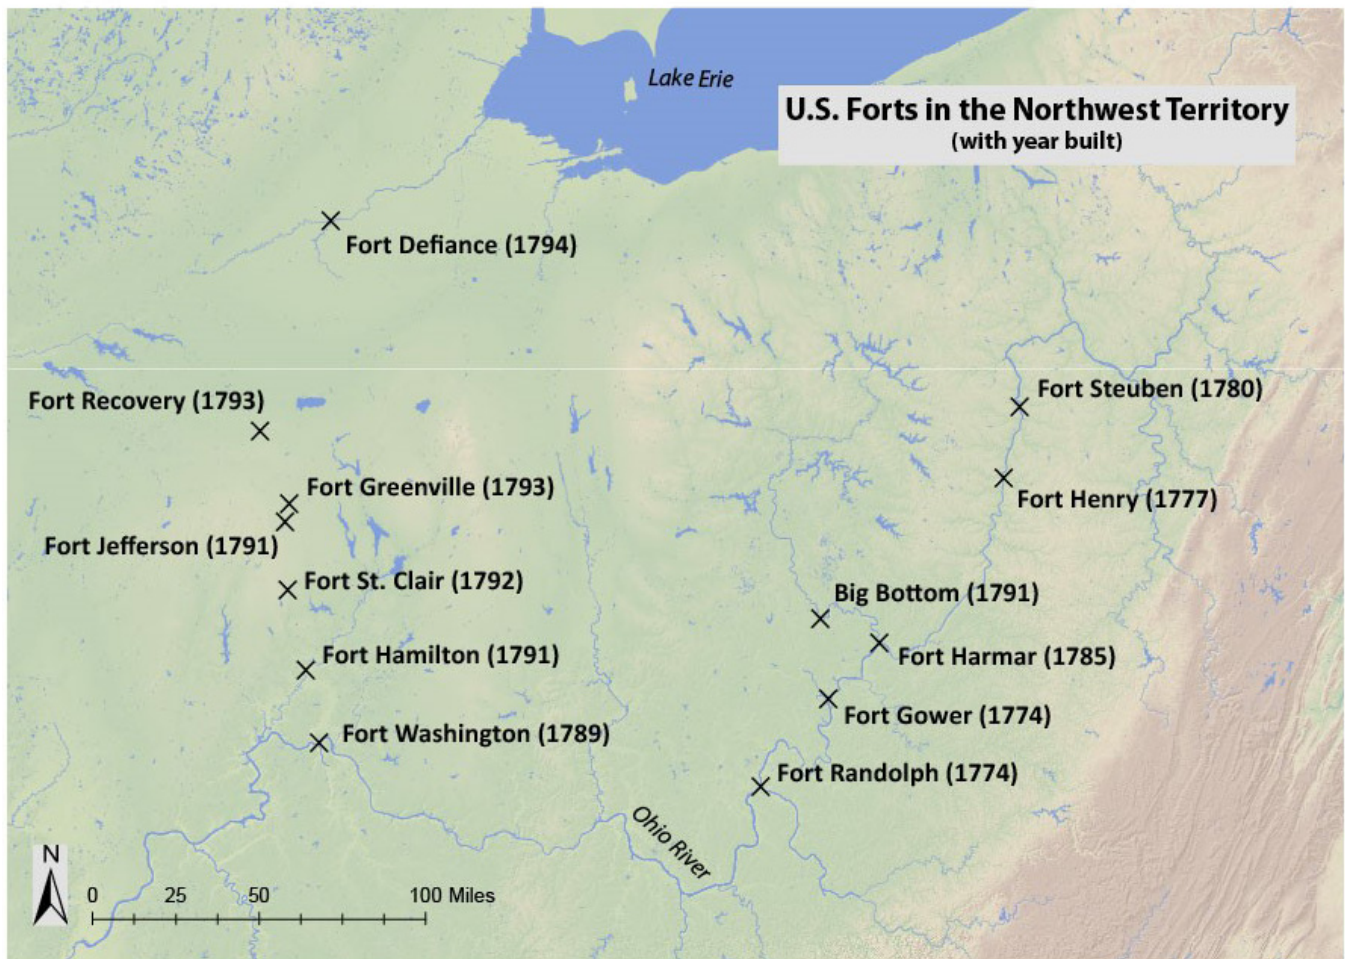 Lake Erie
U.S. Forts in the Northwest Territory
(with year built)
Fort Defiance (1794)
Fort Recovery (1793)
Fort Steuben (1780)
Fort Greenville (1793)
Fort Henry (1777)
Fort Jefferson (1791)
Fort St. Clair (1792)
Big Bottom (1791)
Fort Hamilton (1791)
Fort Harmar (1785)
Fort Gower (1774)
Fort Washington (1789)
Fort Randolph (1774)
Ohio River
N
0 25 50 100 Miles